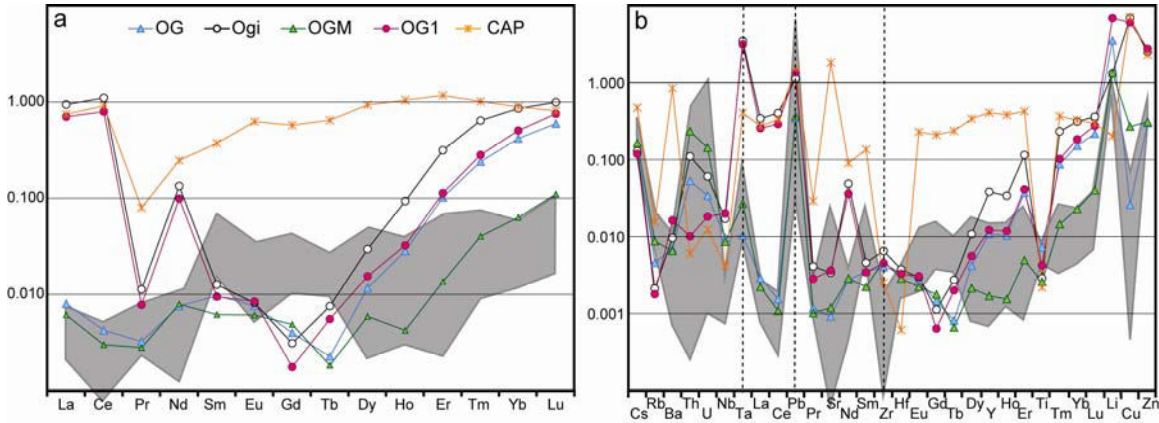 a
OG Ogi OGM OG1 CAP
1.000
0.100
0.010
La Ce Pr Nd Sm Eu Gd Tb Dy Ho Er Tm Yb Lu
b
1.000
0.100
0.010
0.001
Rb Th Nb La Pb Sr Sm Hf Gd Dy Ho Ti Yb Li Zn
Cs Ba U Ta Ce Pr Nd Zr Eu Tb Y Er Tm Lu Cu